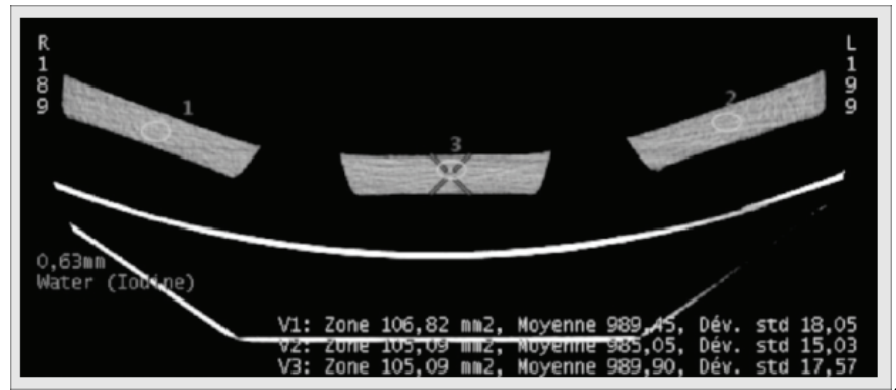 R
1
8
9
L
1
9
9
1
2
3
0,63mm
Water (Iodine)
V1: Zone 106,82 mm2, Moyenne 989,45, Dév. std 18,05
V2: Zone 105,09 mm2, Moyenne 985,05, Dév. std 15,03
V3: Zone 105,09 mm2, Moyenne 989,90, Dév. std 17,57